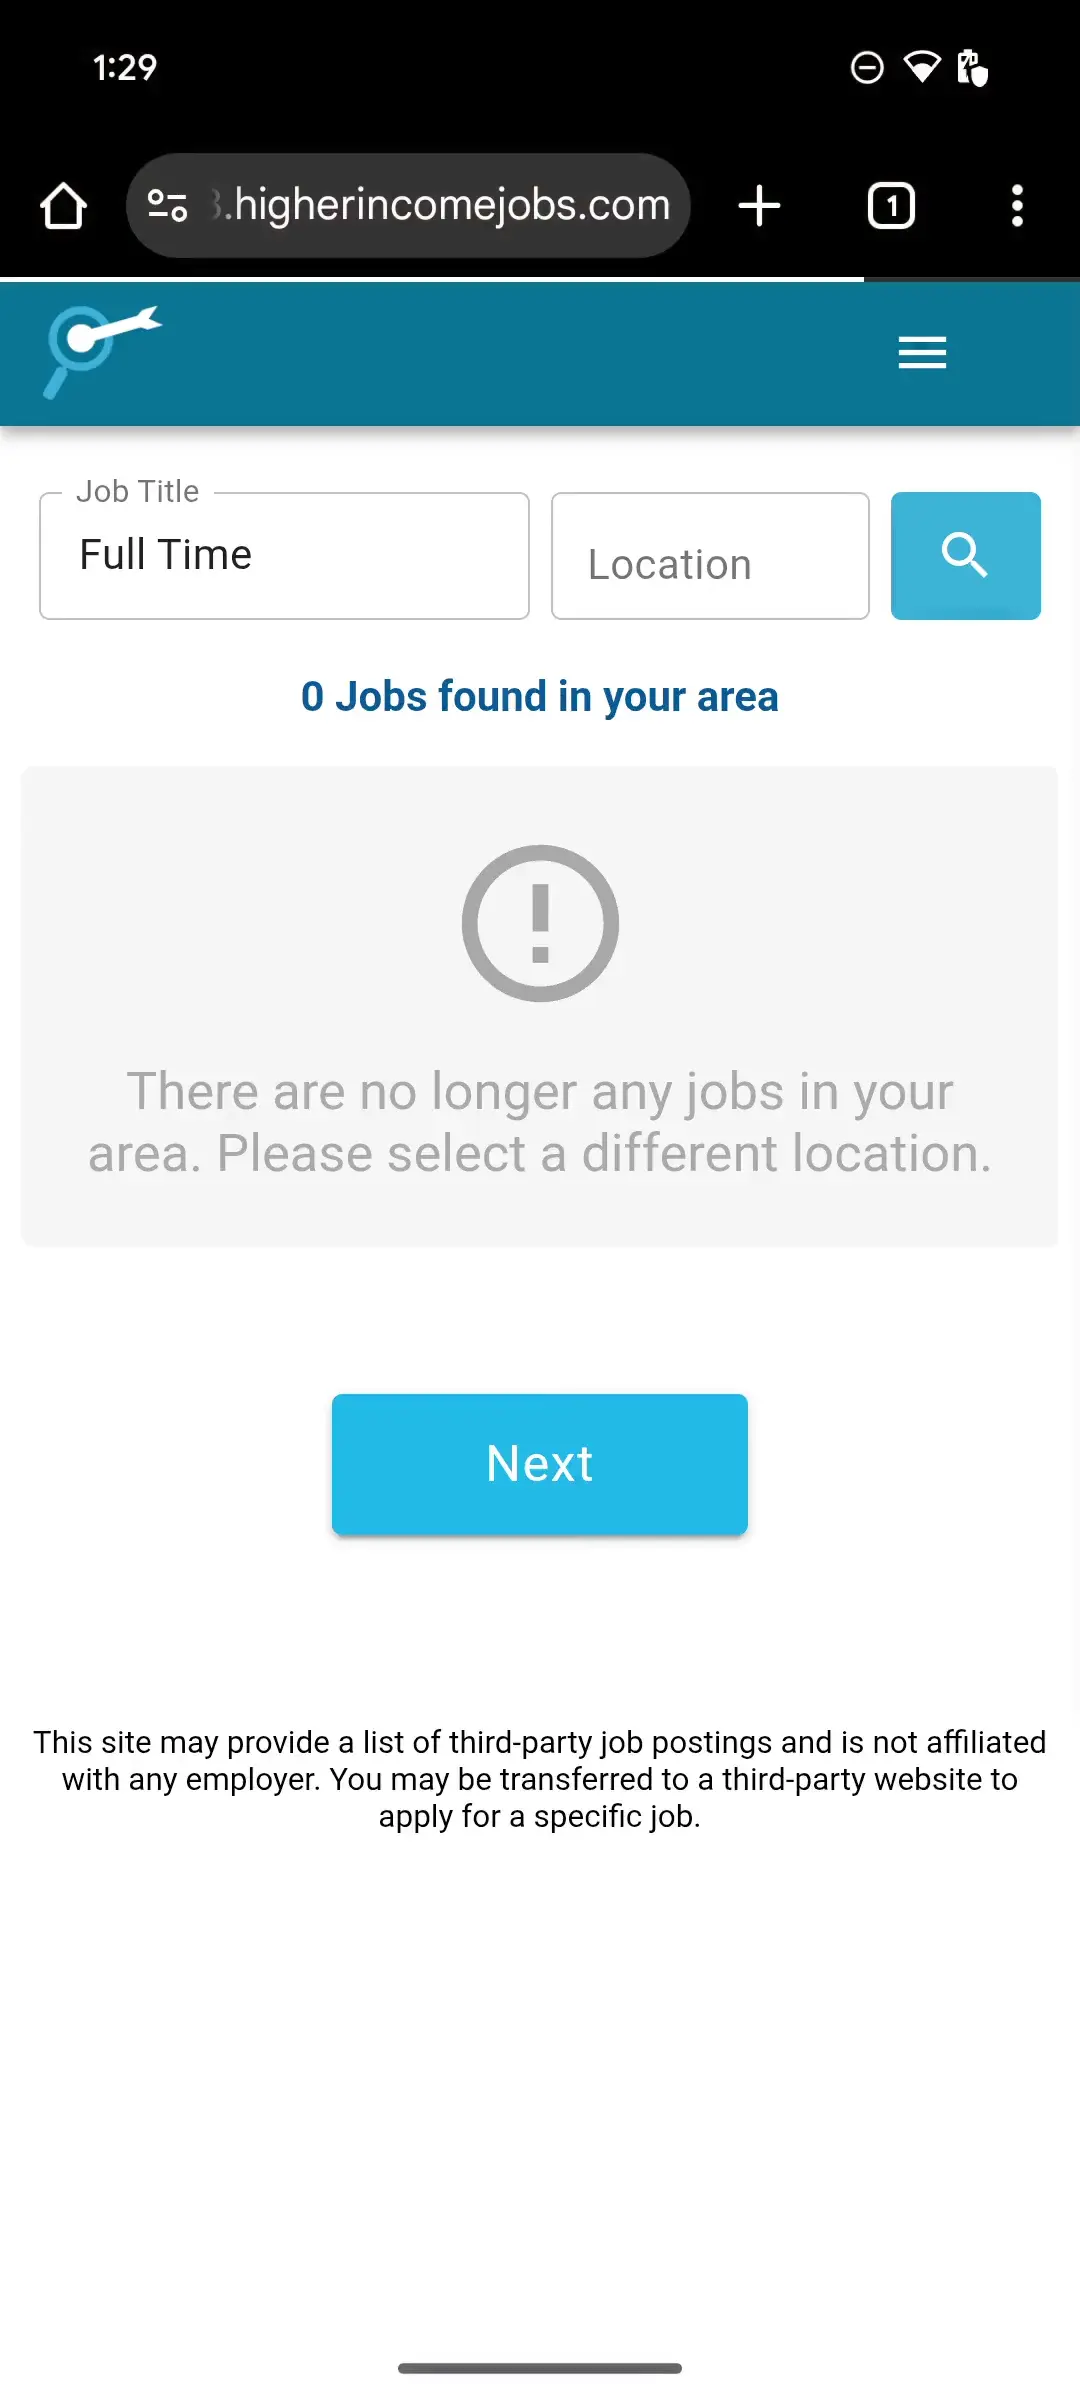 1:29
.higherincomejobs.com
1
Job Title
Full Time
Location
0 Jobs found in your area
There are no longer any jobs in your
area. Please select a different location.
Next
This site may provide a list of third-party job postings and is not affiliated
with any employer. You may be transferred to a third-party website to
apply for a specific job.